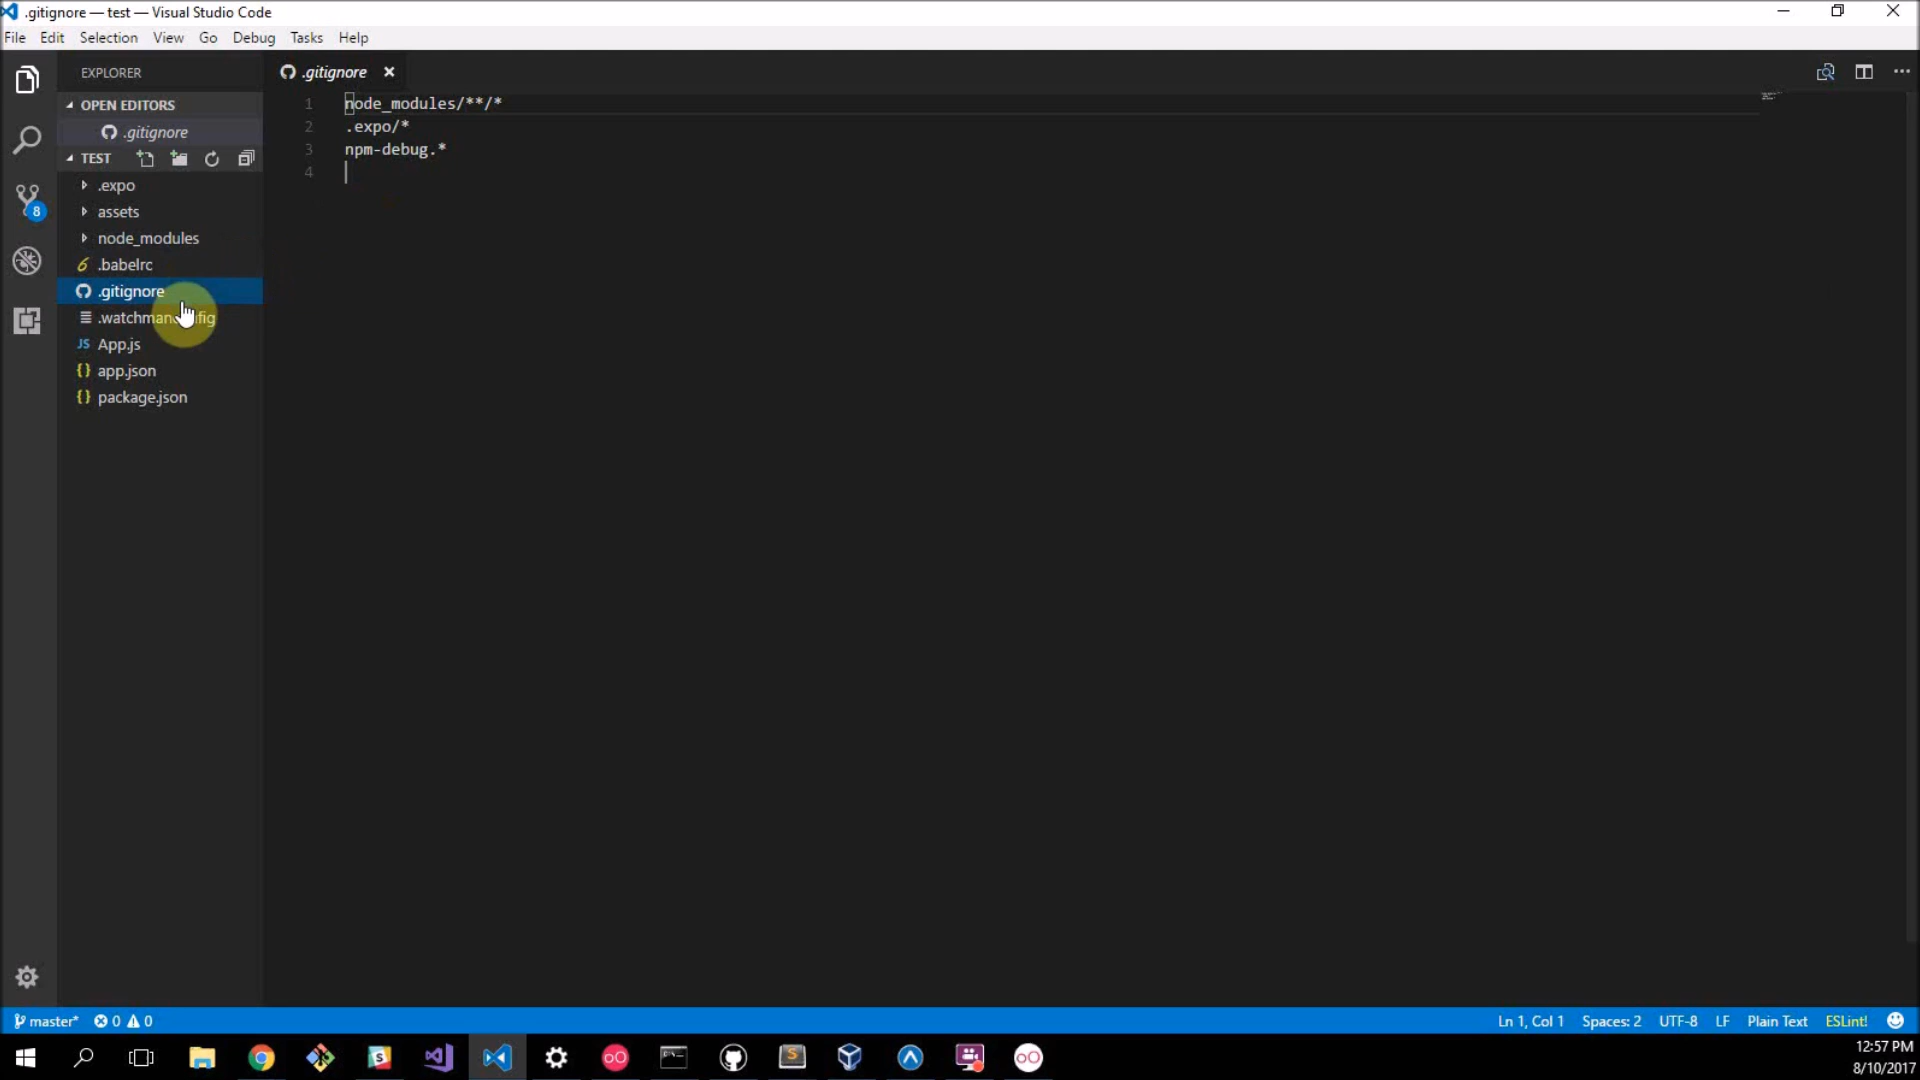 .gitignore — test — Visual Studio Code
File Edit Selection View Go Debug Tasks Help
EXPLORER
OPEN EDITORS
.gitignore
TEST
.expo
assets
node_modules
.babelrc
.gitignore
.watchmanconfig
App.js
app.json
package.json
8
.gitignore
1 node_modules/**/*
2 .expo/*
3 npm-debug.*
4
master* 0 0
Ln 1, Col 1 Spaces: 2 UTF-8 LF Plain Text ESLint!
12:57 PM
8/10/2017